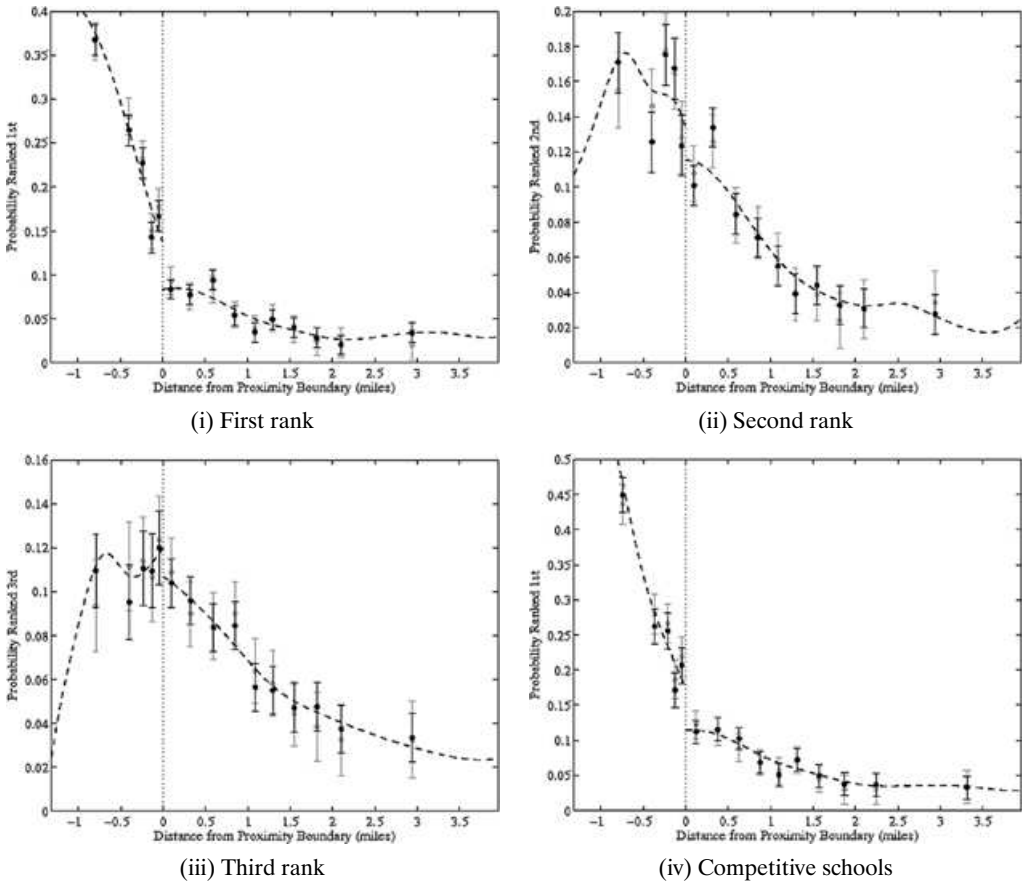 0.4
0.35
0.3
0.25
0.2
0.15
0.1
0.05
0
Probability Ranked 1st
−1 −0.5 0 0.5 1 1.5 2 2.5 3 3.5
Distance from Proximity Boundary (miles)
(i) First rank
0.2
0.18
0.16
0.14
0.12
0.1
0.08
0.06
0.04
0.02
0
Probability Ranked 2nd
−1 −0.5 0 0.5 1 1.5 2 2.5 3 3.5
Distance from Proximity Boundary (miles)
(ii) Second rank
0.16
0.14
0.12
0.1
0.08
0.06
0.04
0.02
0
Probability Ranked 3rd
−1 −0.5 0 0.5 1 1.5 2 2.5 3 3.5
Distance from Proximity Boundary (miles)
(iii) Third rank
0.5
0.45
0.4
0.35
0.3
0.25
0.2
0.15
0.1
0.05
0
Probability Ranked 1st
−1 −0.5 0 0.5 1 1.5 2 2.5 3 3.5
Distance from Proximity Boundary (miles)
(iv) Competitive schools